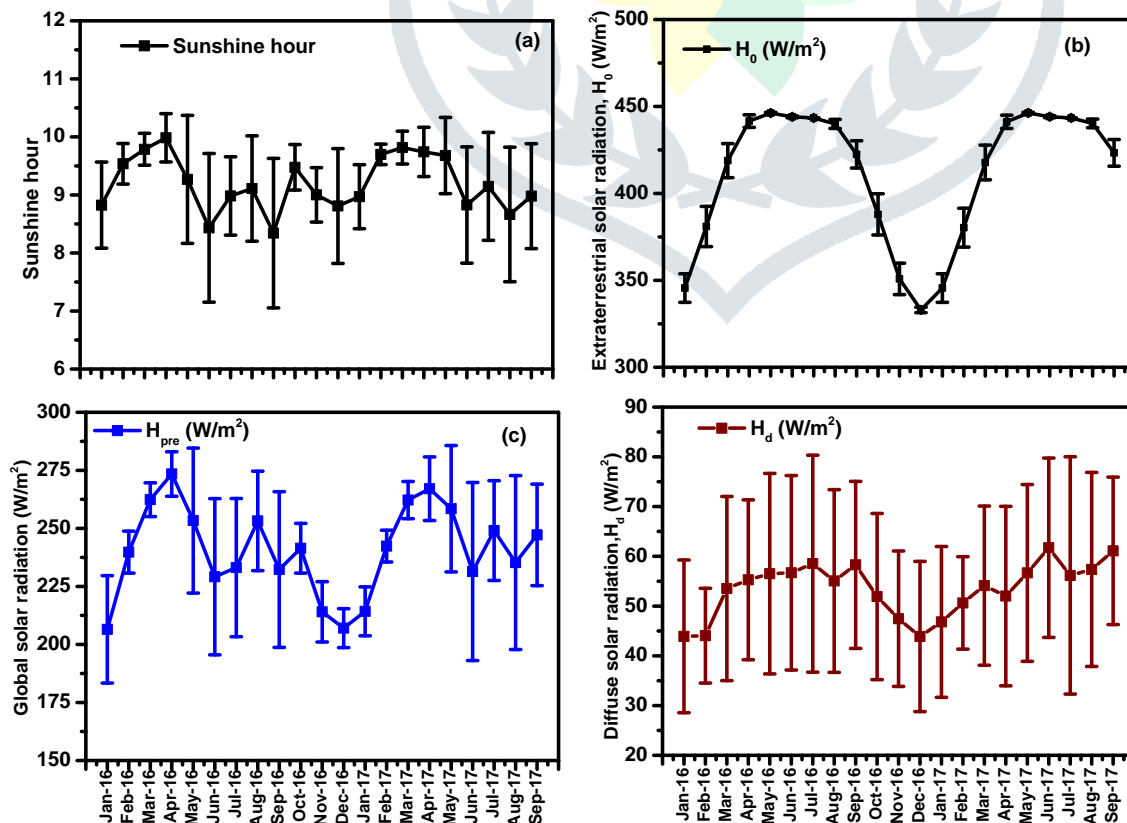 12
11
10
9
8
7
6
Sunshine hour
Sunshine hour
(a)
500
450
400
350
300
Extraterrestrial solar radiation, H₀ (W/m²)
H₀ (W/m²)
(b)
300
275
250
225
200
175
150
Global solar radiation (W/m²)
H_pre (W/m²)
(c)
Jan-16
Feb-16
Mar-16
Apr-16
May-16
Jun-16
Jul-16
Aug-16
Sep-16
Oct-16
Nov-16
Dec-16
Jan-17
Feb-17
Mar-17
Apr-17
May-17
Jun-17
Jul-17
Aug-17
Sep-17
90
80
70
60
50
40
30
20
Diffuse solar radiation,H_d (W/m²)
H_d (W/m²)
Jan-16
Feb-16
Mar-16
Apr-16
May-16
Jun-16
Jul-16
Aug-16
Sep-16
Oct-16
Nov-16
Dec-16
Jan-17
Feb-17
Mar-17
Apr-17
May-17
Jun-17
Jul-17
Aug-17
Sep-17